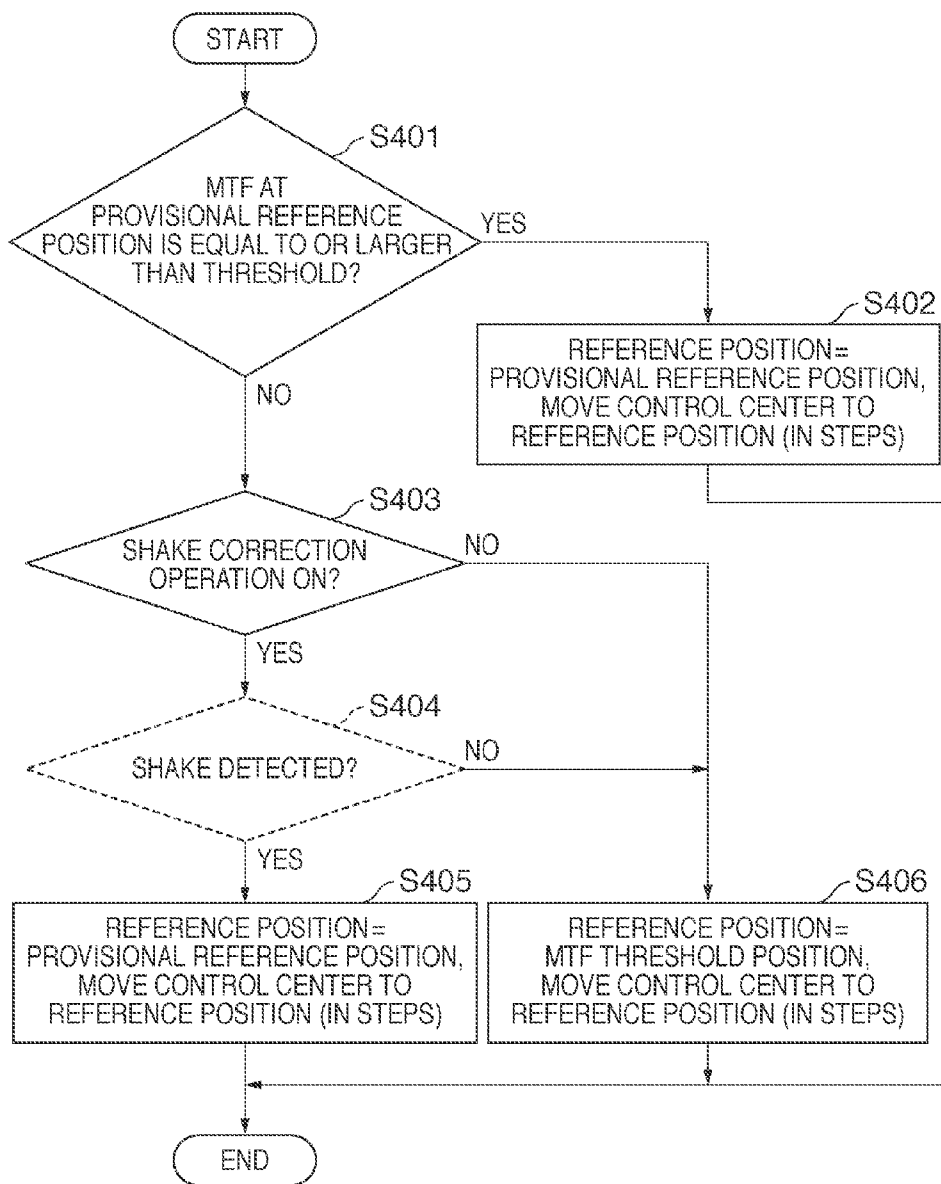 START
S401
MTF AT
PROVISIONAL REFERENCE
POSITION IS EQUAL TO OR LARGER
THAN THRESHOLD?
YES
NO
S402
REFERENCE POSITION=
PROVISIONAL REFERENCE POSITION,
MOVE CONTROL CENTER TO
REFERENCE POSITION (IN STEPS)
S403
SHAKE CORRECTION
OPERATION ON?
NO
YES
S404
SHAKE DETECTED?
NO
YES
S405
REFERENCE POSITION=
PROVISIONAL REFERENCE POSITION,
MOVE CONTROL CENTER TO
REFERENCE POSITION (IN STEPS)
S406
REFERENCE POSITION=
MTF THRESHOLD POSITION,
MOVE CONTROL CENTER TO
REFERENCE POSITION (IN STEPS)
END